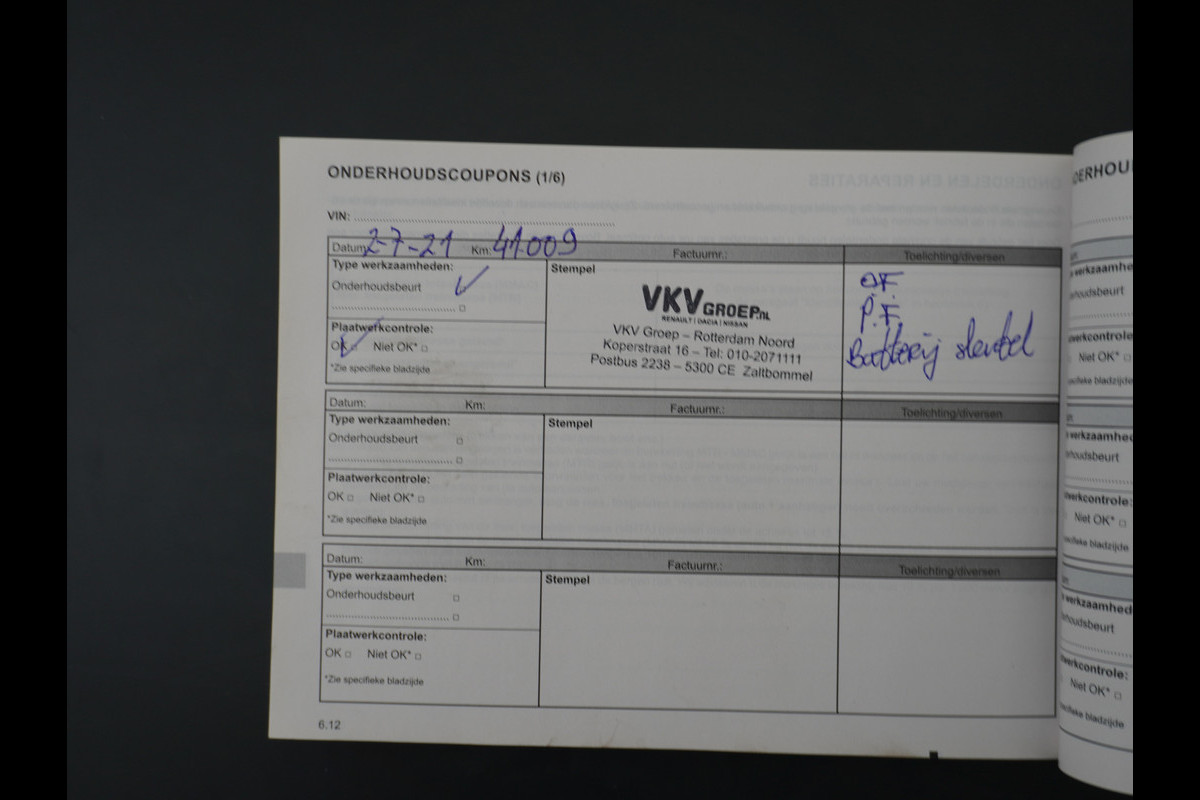 ONDERHOUDSCOUPONS (1/6)
VIN: ....................
Datum: 2-7-21 Km: 41.009 Factuurnr.: Toelichting/diversen
Type werkzaamheden:
Onderhoudsbeurt
Plaatwerkcontrole:
OK □ Niet OK* □
*Zie specifieke bladzijde
Stempel
VKV GROEP.NL
RENAULT | DACIA | NISSAN
VKV Groep – Rotterdam Noord
Koperstraat 16 – Tel: 010-2071111
Postbus 2238 – 5300 CE Zaltbommel
O.F.
P.F.
Batterij sleutel
Datum: Km: Factuurnr.: Toelichting/diversen
Type werkzaamheden:
Onderhoudsbeurt □
.................... □
Plaatwerkcontrole:
OK □ Niet OK* □
*Zie specifieke bladzijde
Stempel
Datum: Km: Factuurnr.: Toelichting/diversen
Type werkzaamheden:
Onderhoudsbeurt □
.................... □
Plaatwerkcontrole:
OK □ Niet OK* □
*Zie specifieke bladzijde
Stempel
6.12